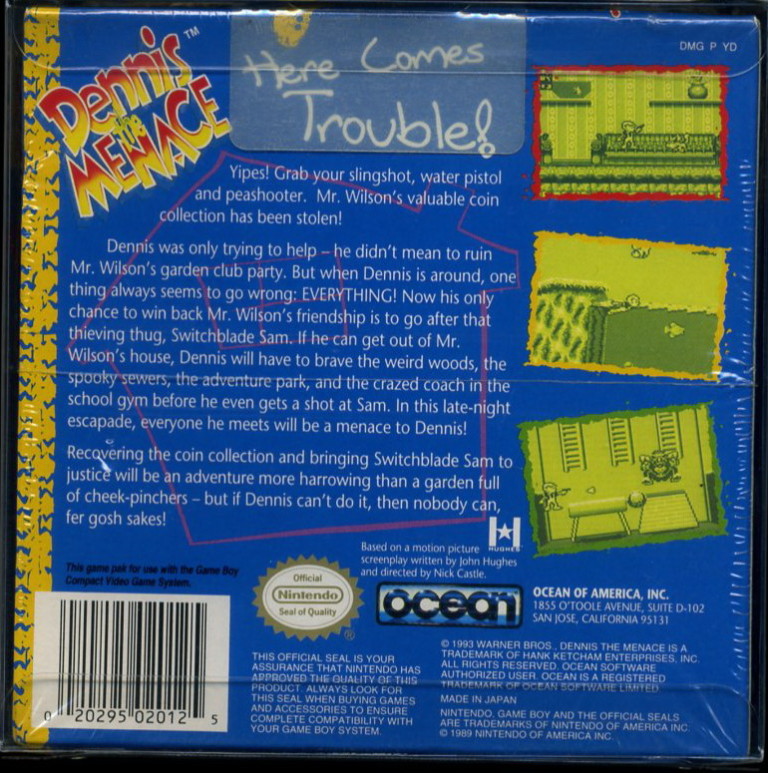 DMG P YD
Dennis
the
MENACE™
Here Comes
Trouble!
Yipes! Grab your slingshot, water pistol
and peashooter. Mr. Wilson's valuable coin
collection has been stolen!
Dennis was only trying to help – he didn't mean to ruin
Mr. Wilson's garden club party. But when Dennis is around, one
thing always seems to go wrong: EVERYTHING! Now his only
chance to win back Mr. Wilson's friendship is to go after that
thieving thug, Switchblade Sam. If he can get out of Mr.
Wilson's house, Dennis will have to brave the weird woods, the
spooky sewers, the adventure park, and the crazed coach in the
school gym before he even gets a shot at Sam. In this late-night
escapade, everyone he meets will be a menace to Dennis!
Recovering the coin collection and bringing Switchblade Sam to
justice will be an adventure more harrowing than a garden full
of cheek-pinchers – but if Dennis can't do it, then nobody can,
fer gosh sakes!
HUGHES
Based on a motion picture
screenplay written by John Hughes
and directed by Nick Castle.
This game pak for use with the Game Boy
Compact Video Game System.
Official
Nintendo
Seal of Quality
®
ocean
OCEAN OF AMERICA, INC.
1855 O'TOOLE AVENUE, SUITE D-102
SAN JOSE, CALIFORNIA 95131
THIS OFFICIAL SEAL IS YOUR
ASSURANCE THAT NINTENDO HAS
APPROVED THE QUALITY OF THIS
PRODUCT. ALWAYS LOOK FOR
THIS SEAL WHEN BUYING GAMES
AND ACCESSORIES TO ENSURE
COMPLETE COMPATIBILITY WITH
YOUR GAME BOY SYSTEM.
© 1993 WARNER BROS., DENNIS THE MENACE IS A
TRADEMARK OF HANK KETCHAM ENTERPRISES, INC.
ALL RIGHTS RESERVED. OCEAN SOFTWARE
AUTHORIZED USER. OCEAN IS A REGISTERED
TRADEMARK OF OCEAN SOFTWARE LIMITED
MADE IN JAPAN
NINTENDO, GAME BOY AND THE OFFICIAL SEALS
ARE TRADEMARKS OF NINTENDO OF AMERICA INC.
© 1989 NINTENDO OF AMERICA INC.
0 20295 02012 5